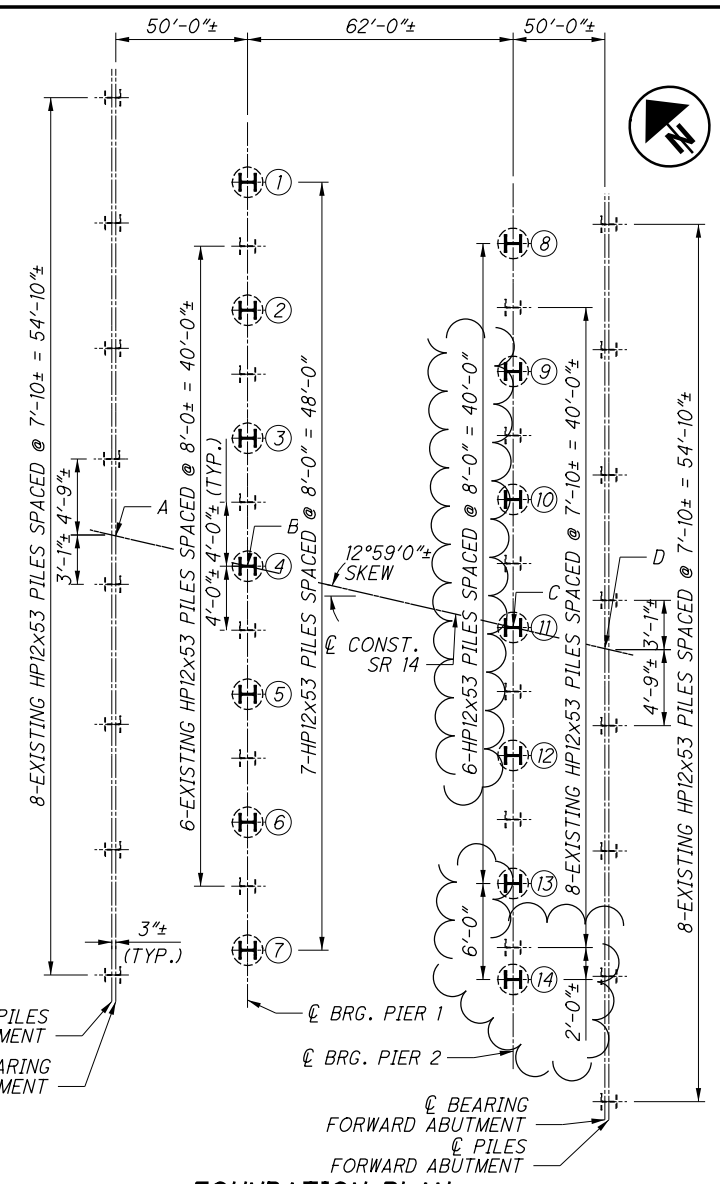 50'-0"±
62'-0"±
50'-0"±
N
8-EXISTING HP12x53 PILES SPACED @ 7'-10± = 54'-10"±
4'-9"±
3'-1"±
A
3"±
(TYP.)
6-EXISTING HP12x53 PILES SPACED @ 8'-0± = 40'-0"±
4'-0"± (TYP.)
4'-0"±
B
1
2
3
4
5
6
7
7-HP12x53 PILES SPACED @ 8'-0" = 48'-0"
12°59'0"±
SKEW
℄ CONST.
SR 14
6-HP12x53 PILES SPACED @ 8'-0" = 40'-0"
6'-0"
C
8
9
10
11
12
13
14
8-EXISTING HP12x53 PILES SPACED @ 7'-10± = 40'-0"±
2'-0"±
D
3'-1"±
4'-9"±
8-EXISTING HP12x53 PILES SPACED @ 7'-10± = 54'-10"±
PILES
MENT
ARING
MENT
℄ BRG. PIER 1
℄ BRG. PIER 2
℄ BEARING
FORWARD ABUTMENT
℄ PILES
FORWARD ABUTMENT